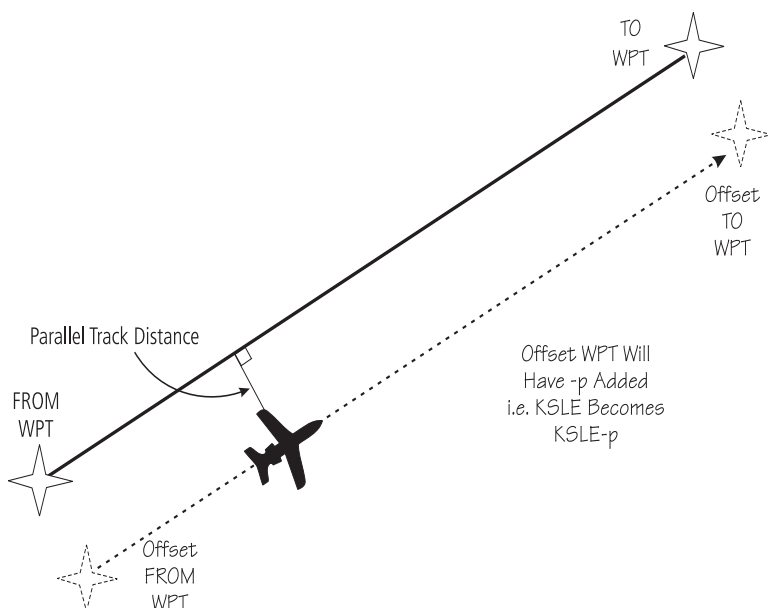 TO
WPT
Offset
TO
WPT
Parallel Track Distance
Offset WPT Will
Have -p Added
i.e. KSLE Becomes
KSLE-p
FROM
WPT
Offset
FROM
WPT